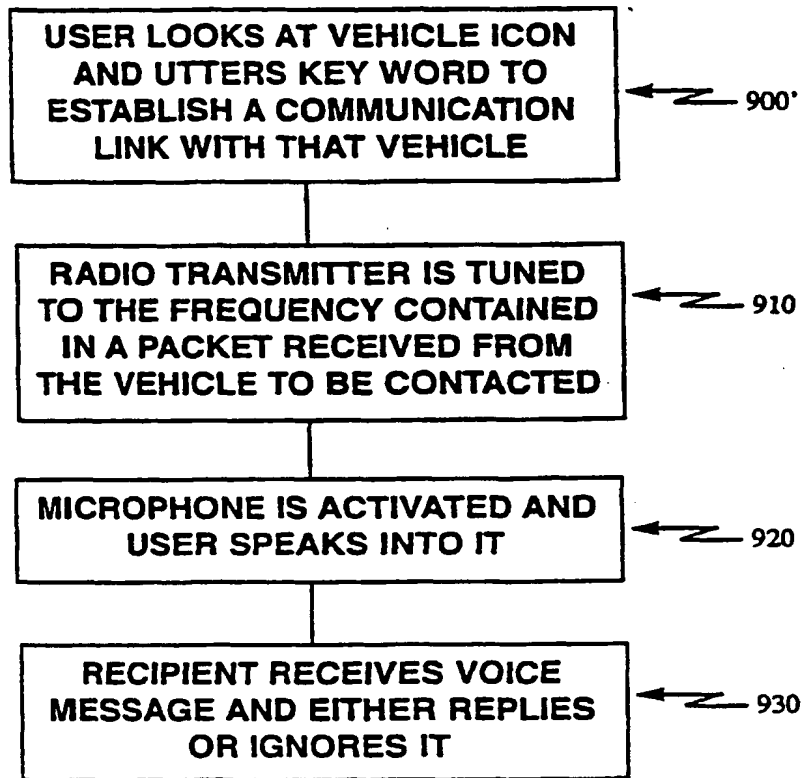 USER LOOKS AT VEHICLE ICON
AND UTTERS KEY WORD TO
ESTABLISH A COMMUNICATION
LINK WITH THAT VEHICLE
900'
RADIO TRANSMITTER IS TUNED
TO THE FREQUENCY CONTAINED
IN A PACKET RECEIVED FROM
THE VEHICLE TO BE CONTACTED
910
MICROPHONE IS ACTIVATED AND
USER SPEAKS INTO IT
920
RECIPIENT RECEIVES VOICE
MESSAGE AND EITHER REPLIES
OR IGNORES IT
930